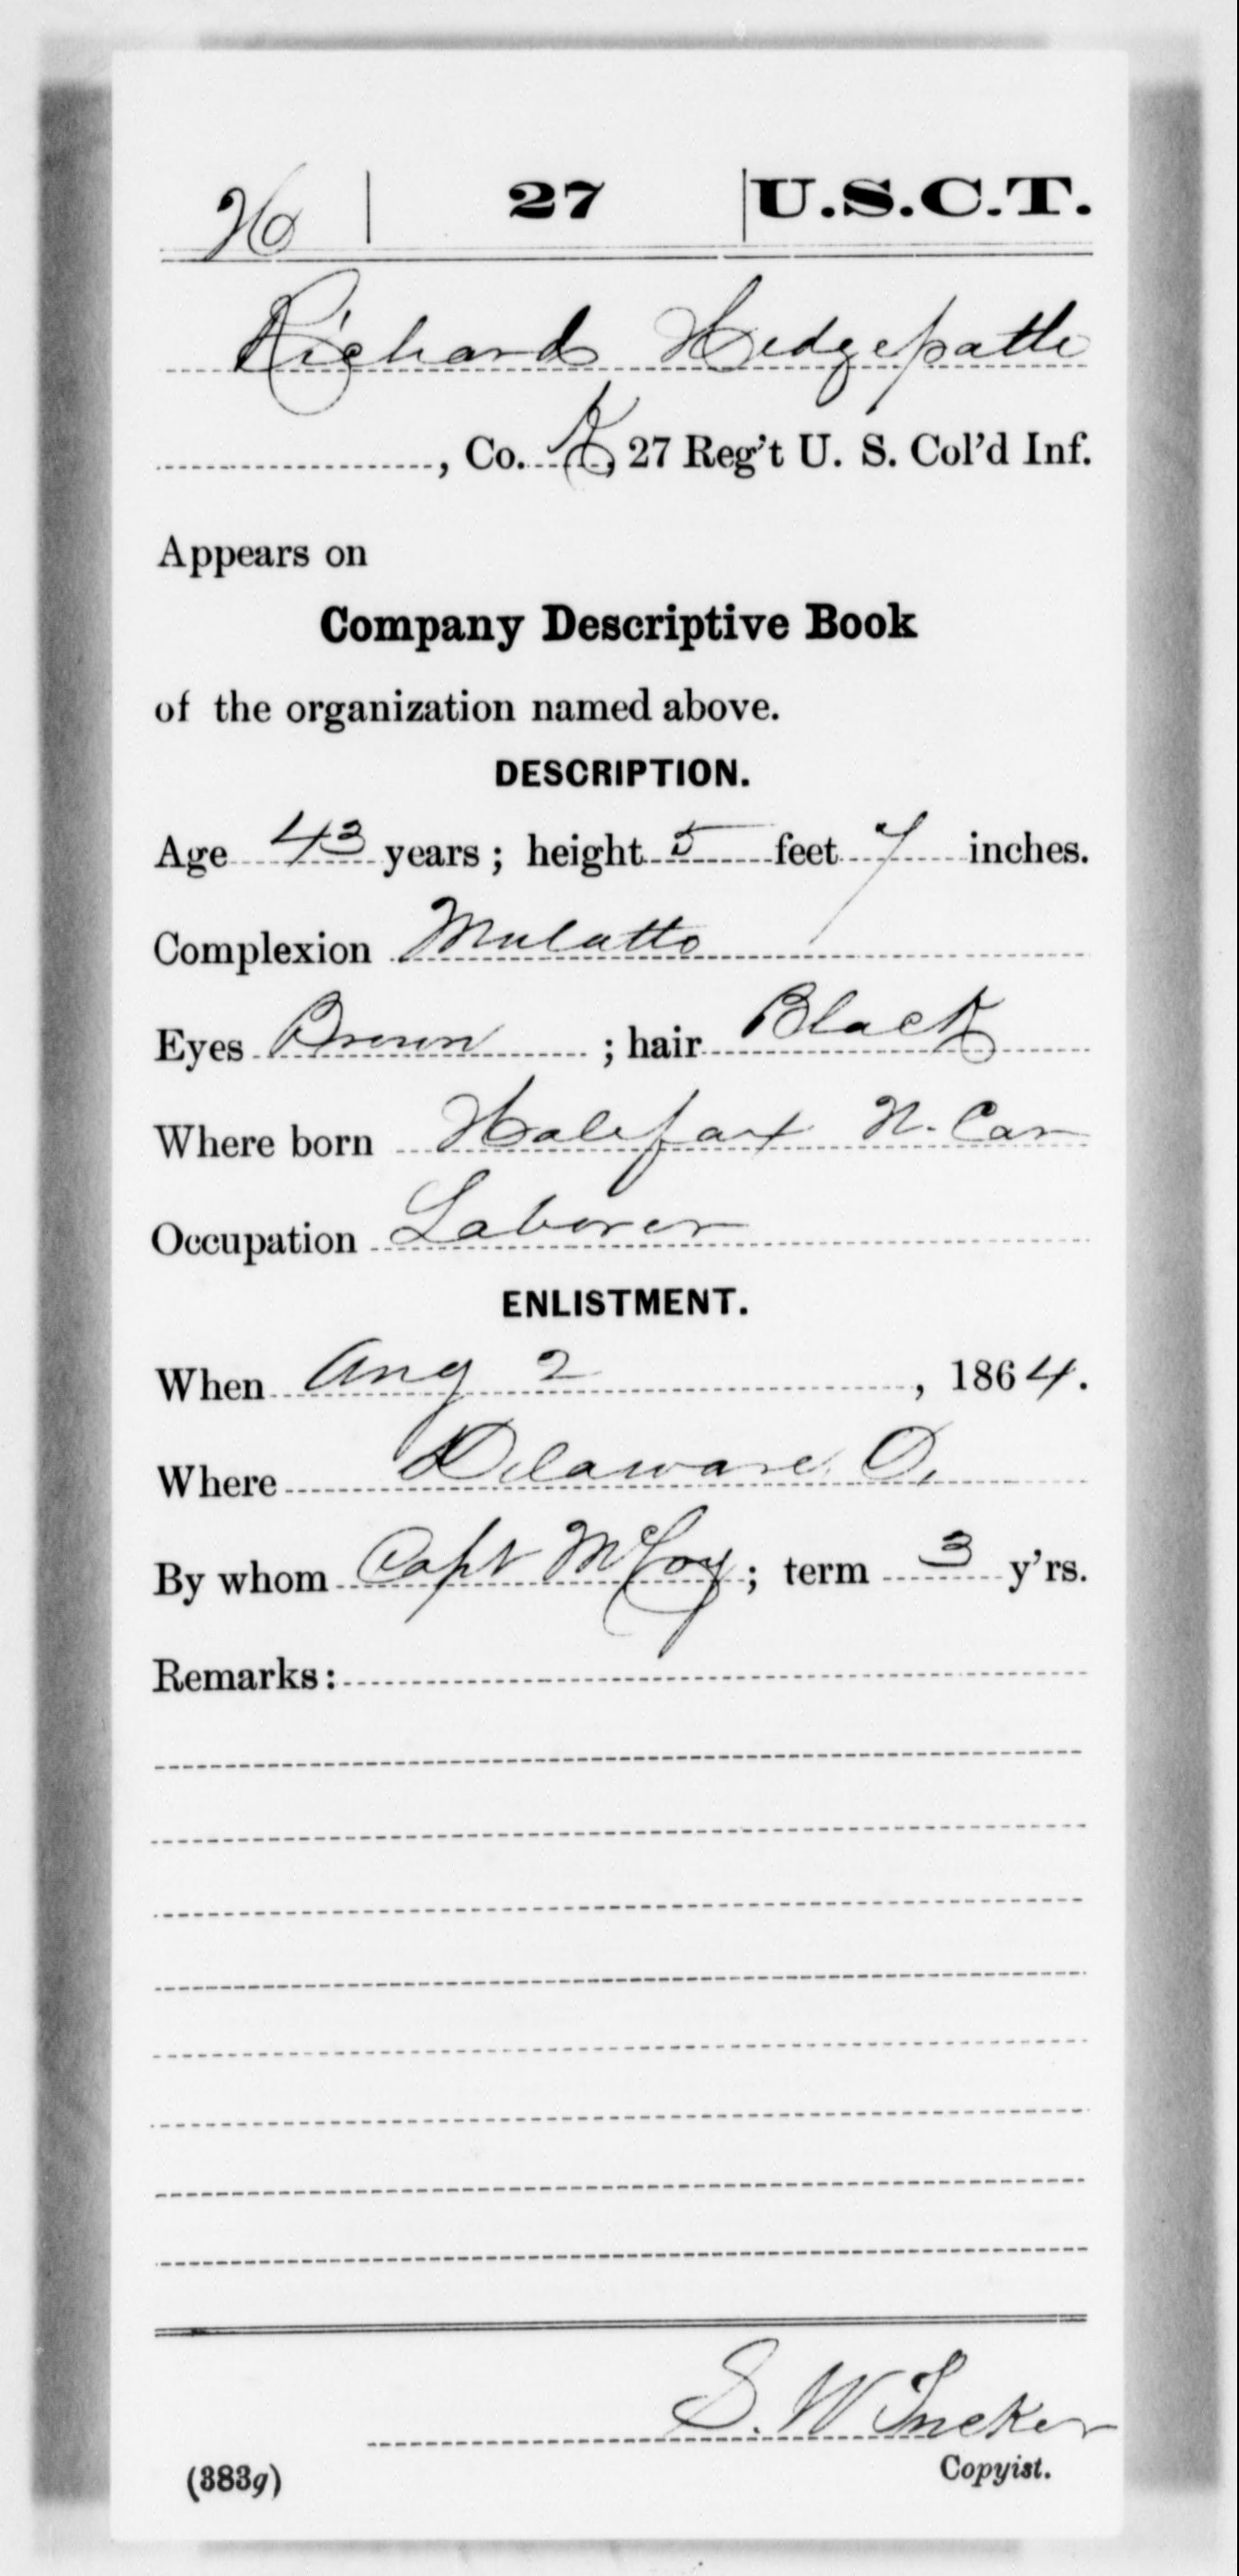 H | 27 | U.S.C.T.
Richard Hedgepath
, Co. K, 27 Reg't U. S. Col'd Inf.
Appears on
Company Descriptive Book
of the organization named above.
DESCRIPTION.
Age 43 years; height 5 feet 7 inches.
Complexion Mulatto
Eyes Brown ; hair Black
Where born Halifax N. Car
Occupation Laborer
ENLISTMENT.
When Aug 2 , 1864.
Where Delaware O.
By whom Capt McCoy; term 3 y'rs.
Remarks:
S. W. Tucker
(383g) Copyist.